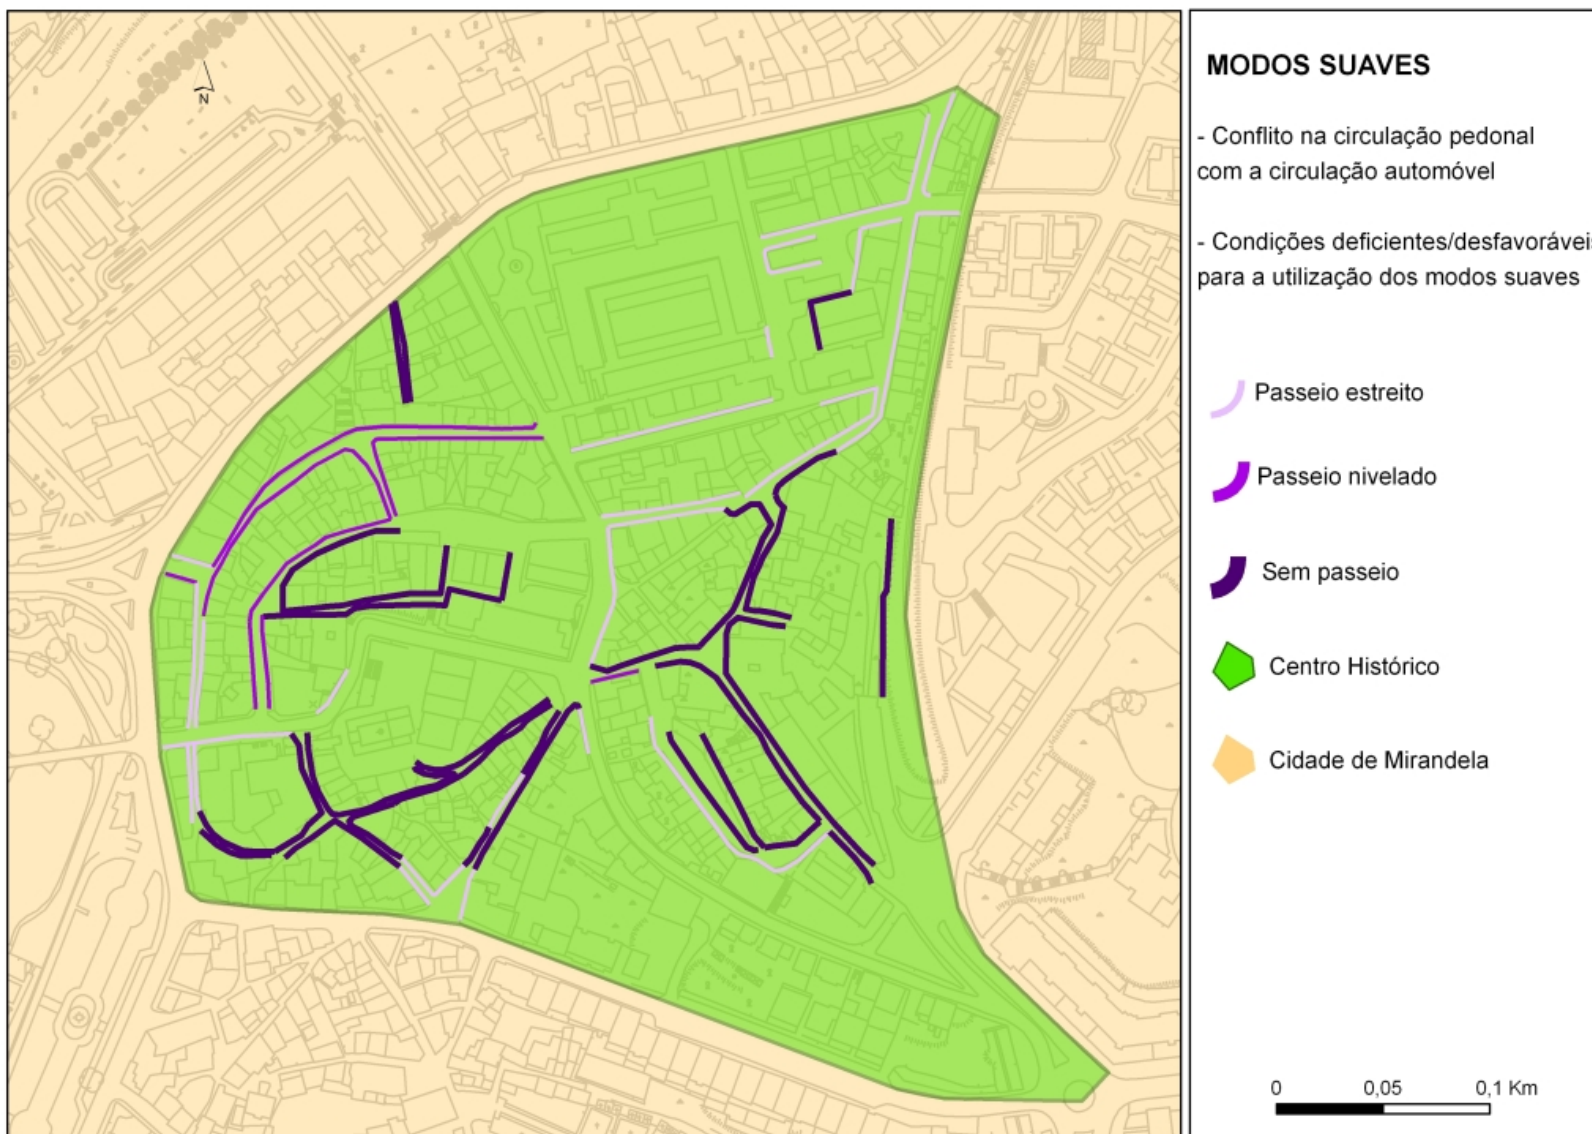 N
MODOS SUAVES
- Conflito na circulação pedonal
com a circulação automóvel
- Condições deficientes/desfavoráveis
para a utilização dos modos suaves
Passeio estreito
Passeio nivelado
Sem passeio
Centro Histórico
Cidade de Mirandela
0 0,05 0,1 Km